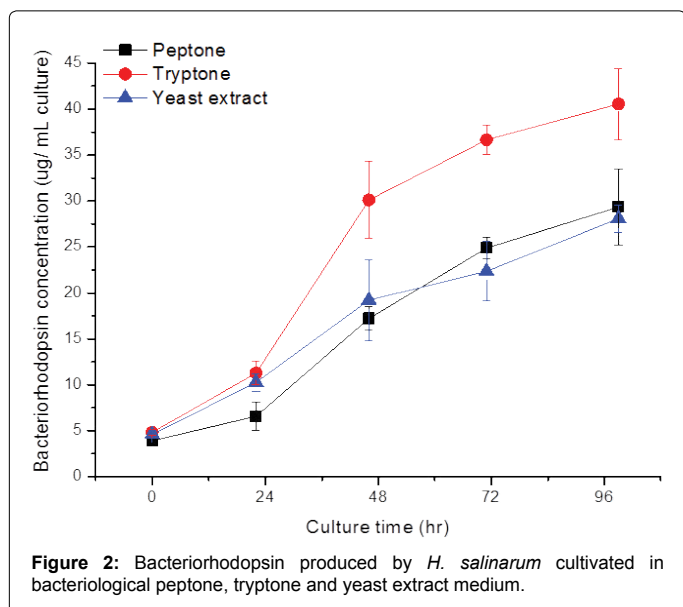 Peptone
Tryptone
Yeast extract
Bacteriorhodopsin concentration (ug/ mL culture)
45
40
35
30
25
20
15
10
5
0
0 24 48 72 96
Culture time (hr)
Figure 2: Bacteriorhodopsin produced by H. salinarum cultivated in
bacteriological peptone, tryptone and yeast extract medium.